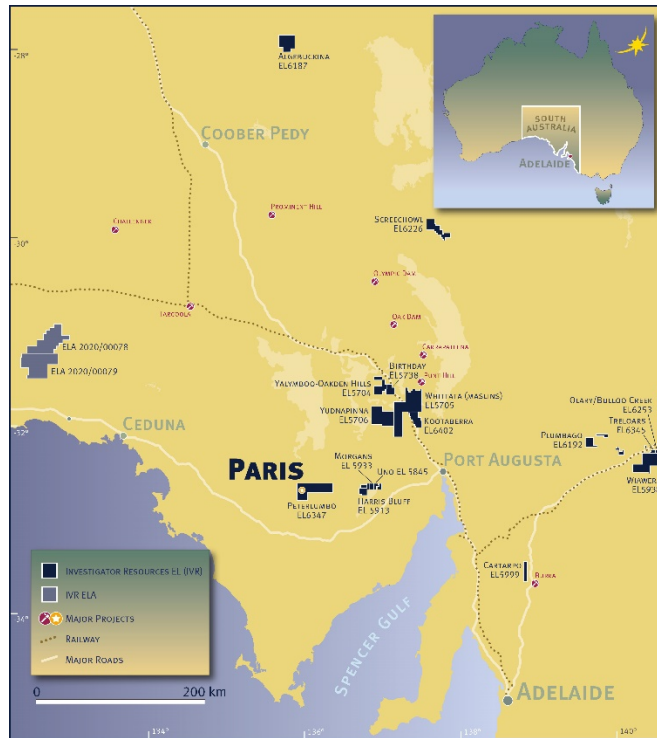 -28°
ALGEBUCKINA
EL6187
COOBER PEDY
SOUTH
AUSTRALIA
ADELAIDE
-30°
CHALLENGER
PROMINENT HILL
SCREECHOWL
EL6226
OLYMPIC DAM
TARCOOLA
OAK DAM
CARRAPATEENA
ELA 2020/00078
ELA 2020/00079
BIRTHDAY
EL5738
PUNT HILL
YALYMBOO-OAKDEN HILLS
EL5704
WHITTATA (MASLINS)
EL5705
YUDNAPINNA
EL5706
KOOTABERRA
EL6402
OLARY/BULLOO CREEK
EL6253
TRELOARS
EL6345
PLUMBAGO
EL6192
-32°
CEDUNA
WIAWER
EL593
PARIS
MORGANS
EL 5933
UNO EL 5845
PORT AUGUSTA
PETERLUMBO
EL6347
HARRIS BLUFF
EL 5913
CARTARPO
EL5999
BURRA
INVESTIGATOR RESOURCES EL (IVR)
IVR ELA
MAJOR PROJECTS
RAILWAY
MAJOR ROADS
-34°
SPENCER GULF
0 200 km
ADELAIDE
134° 136° 138° 140°